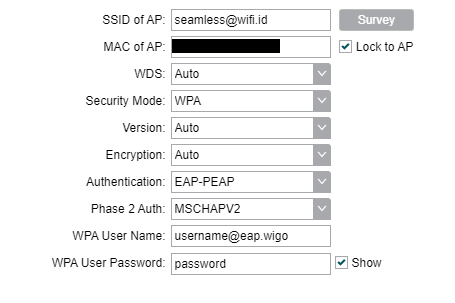 SSID of AP: seamless@wifi.id Survey
MAC of AP: Lock to AP
WDS: Auto
Security Mode: WPA
Version: Auto
Encryption: Auto
Authentication: EAP-PEAP
Phase 2 Auth: MSCHAPV2
WPA User Name: username@eap.wigo
WPA User Password: password Show